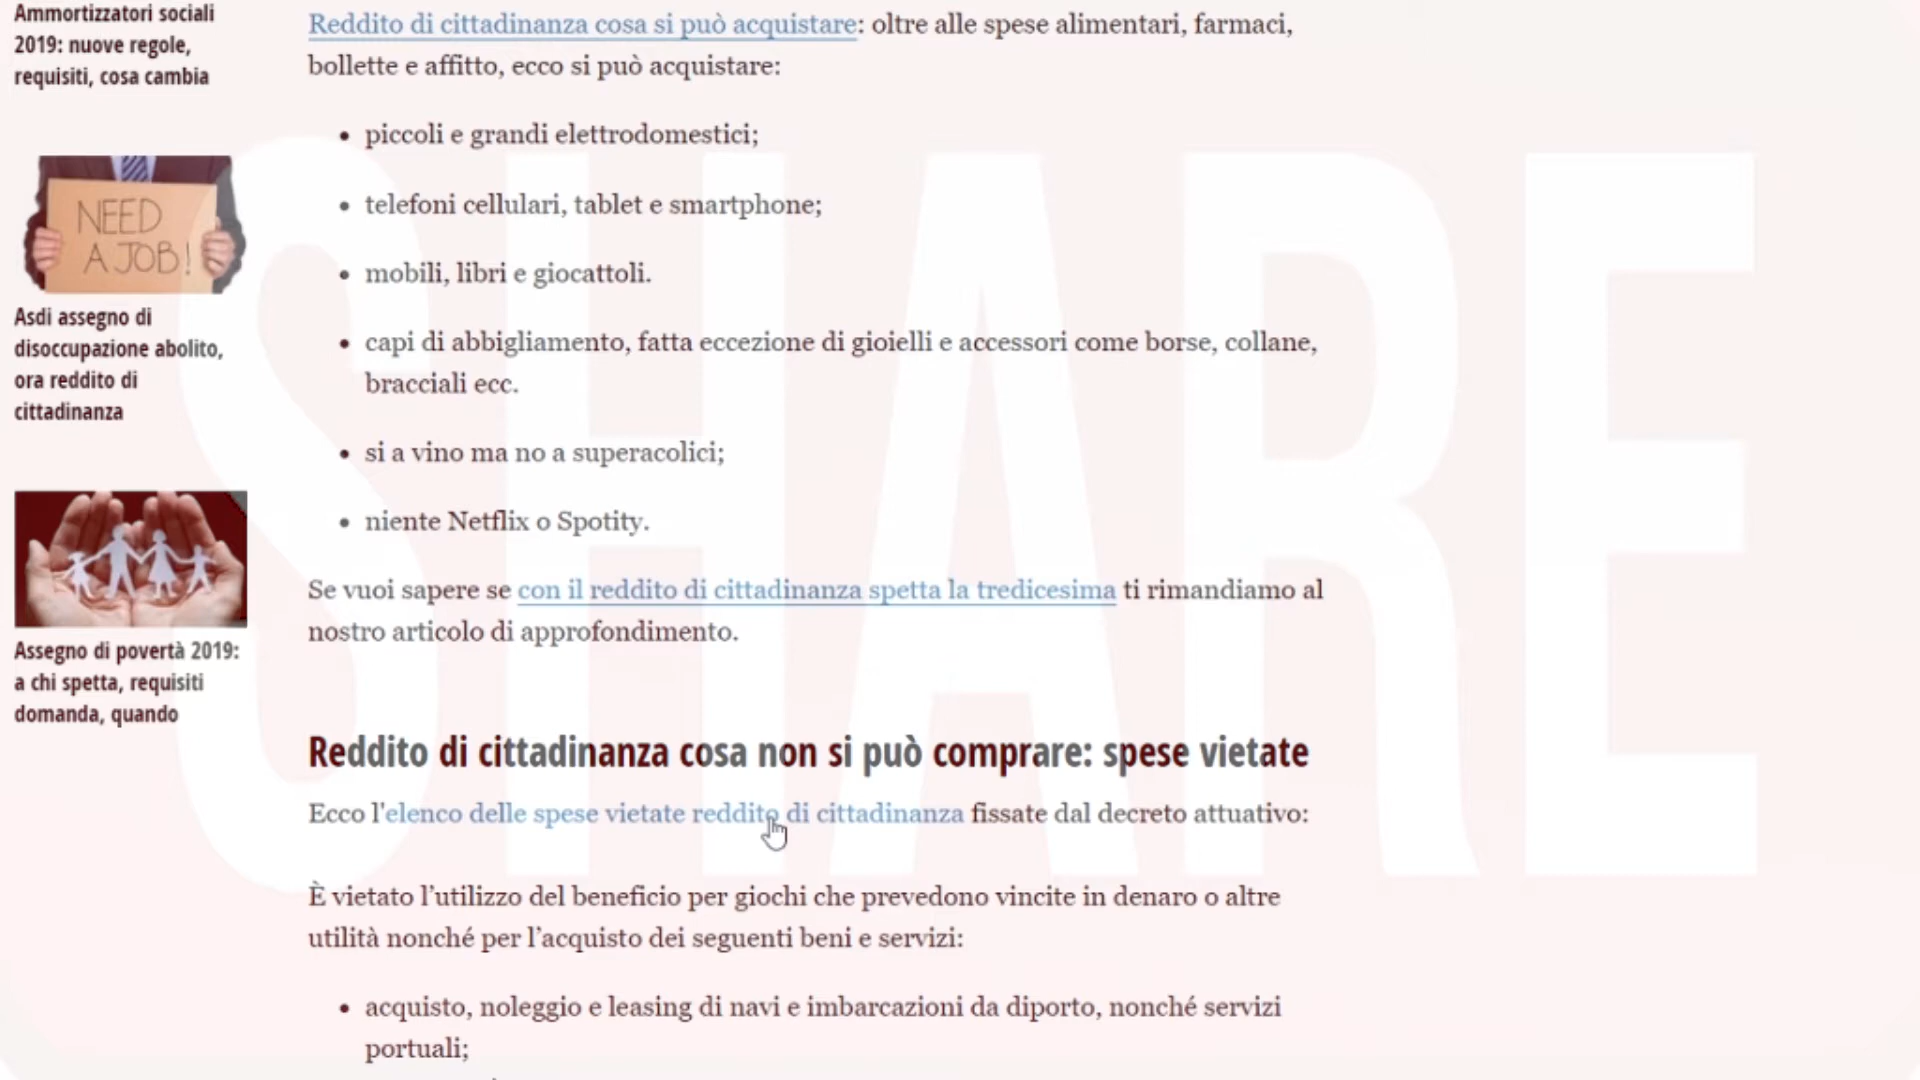 Ammortizzatori sociali
2019: nuove regole,
requisiti, cosa cambia
NEED
A JOB!
Asdi assegno di
disoccupazione abolito,
ora reddito di
cittadinanza
Assegno di povertà 2019:
a chi spetta, requisiti
domanda, quando
Reddito di cittadinanza cosa si può acquistare: oltre alle spese alimentari, farmaci,
bollette e affitto, ecco si può acquistare:
• piccoli e grandi elettrodomestici;
• telefoni cellulari, tablet e smartphone;
• mobili, libri e giocattoli.
• capi di abbigliamento, fatta eccezione di gioielli e accessori come borse, collane,
bracciali ecc.
• si a vino ma no a superacolici;
• niente Netflix o Spotity.
Se vuoi sapere se con il reddito di cittadinanza spetta la tredicesima ti rimandiamo al
nostro articolo di approfondimento.
Reddito di cittadinanza cosa non si può comprare: spese vietate
Ecco l'elenco delle spese vietate reddito di cittadinanza fissate dal decreto attuativo:
È vietato l’utilizzo del beneficio per giochi che prevedono vincite in denaro o altre
utilità nonché per l’acquisto dei seguenti beni e servizi:
• acquisto, noleggio e leasing di navi e imbarcazioni da diporto, nonché servizi
portuali;
SHARE